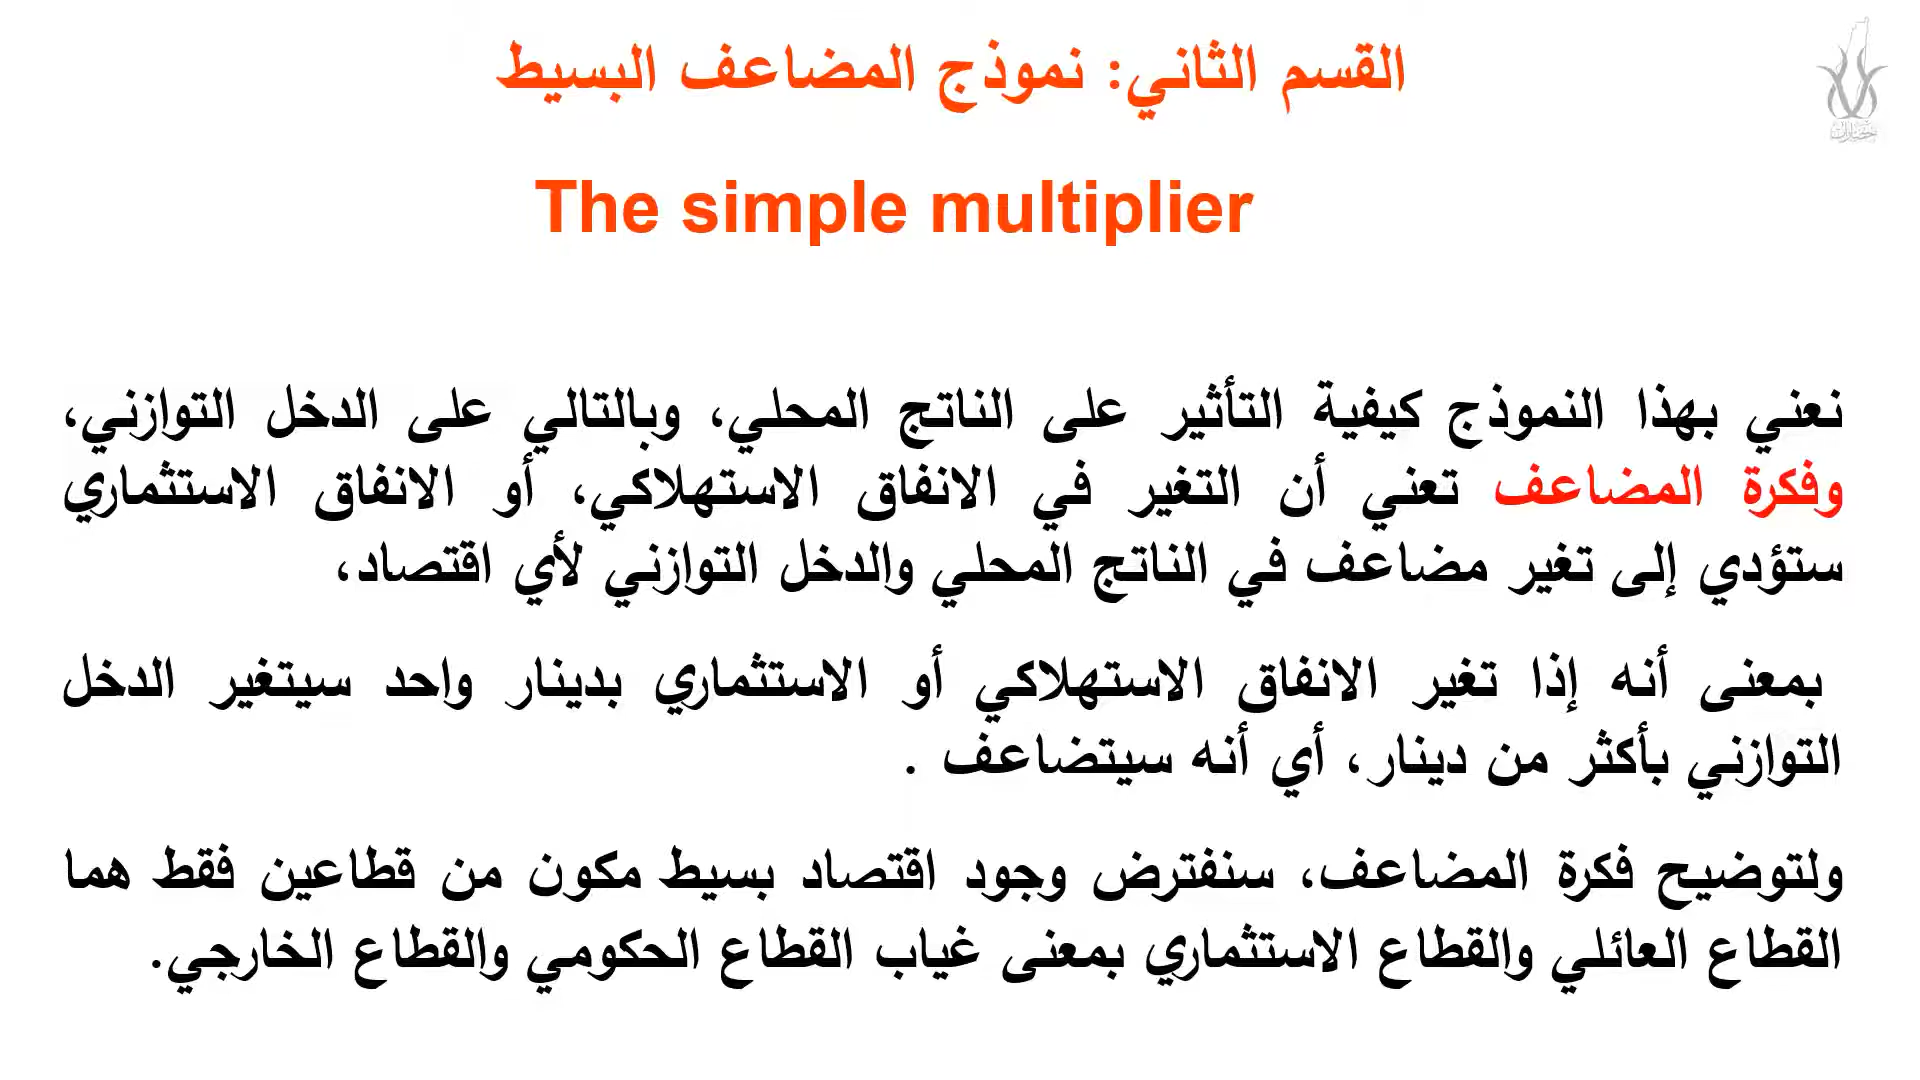 القسم الثاني: نموذج المضاعف البسيط
The simple multiplier
نعني بهذا النموذج كيفية التأثير على الناتج المحلي، وبالتالي على الدخل التوازني،
وفكرة المضاعف تعني أن التغير في الانفاق الاستهلاكي، أو الانفاق الاستثماري
ستؤدي إلى تغير مضاعف في الناتج المحلي والدخل التوازني لأي اقتصاد،
بمعنى أنه إذا تغير الانفاق الاستهلاكي أو الاستثماري بدينار واحد سيتغير الدخل
التوازني بأكثر من دينار، أي أنه سيتضاعف .
ولتوضيح فكرة المضاعف، سنفترض وجود اقتصاد بسيط مكون من قطاعين فقط هما
القطاع العائلي والقطاع الاستثماري بمعنى غياب القطاع الحكومي والقطاع الخارجي.